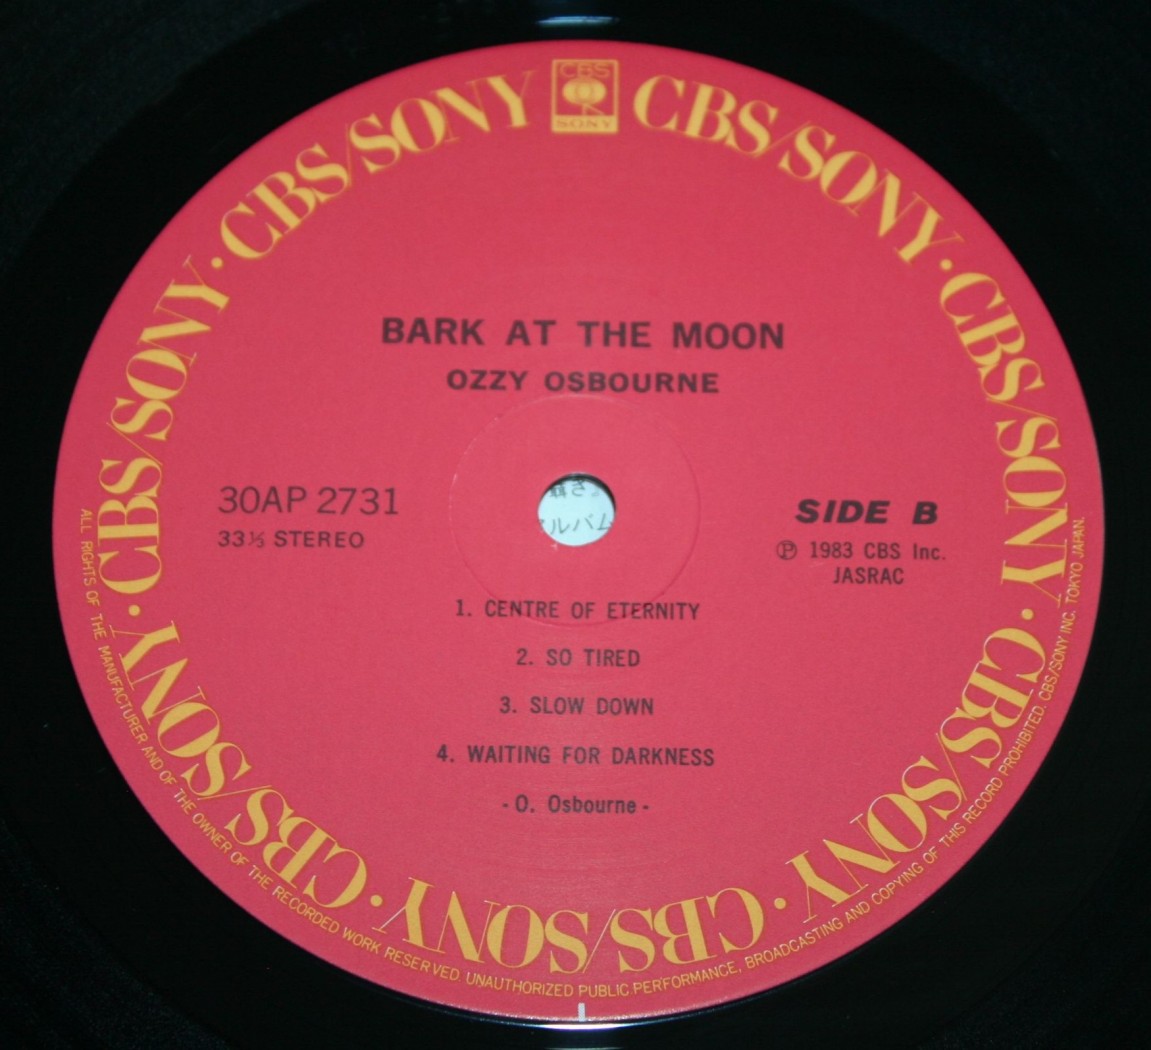 CBS
SONY
CBS/SONY · CBS/SONY · CBS/SONY · CBS/SONY · CBS/SONY · CBS/SONY · CBS/SONY
BARK AT THE MOON
OZZY OSBOURNE
30AP 2731
33⅓ STEREO
SIDE B
Ⓟ 1983 CBS Inc.
JASRAC
ルバム
1. CENTRE OF ETERNITY
2. SO TIRED
3. SLOW DOWN
4. WAITING FOR DARKNESS
- O. Osbourne -
ALL RIGHTS OF THE MANUFACTURER AND OF THE OWNER OF THE RECORDED WORK RESERVED. UNAUTHORIZED PUBLIC PERFORMANCE, BROADCASTING AND COPYING OF THIS RECORD PROHIBITED. CBS/SONY INC. TOKYO JAPAN.